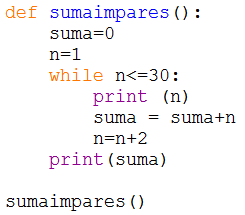 def sumaimpares():
    suma=0
    n=1
    while n<=30:
        print (n)
        suma = suma+n
        n=n+2
    print(suma)

sumaimpares()